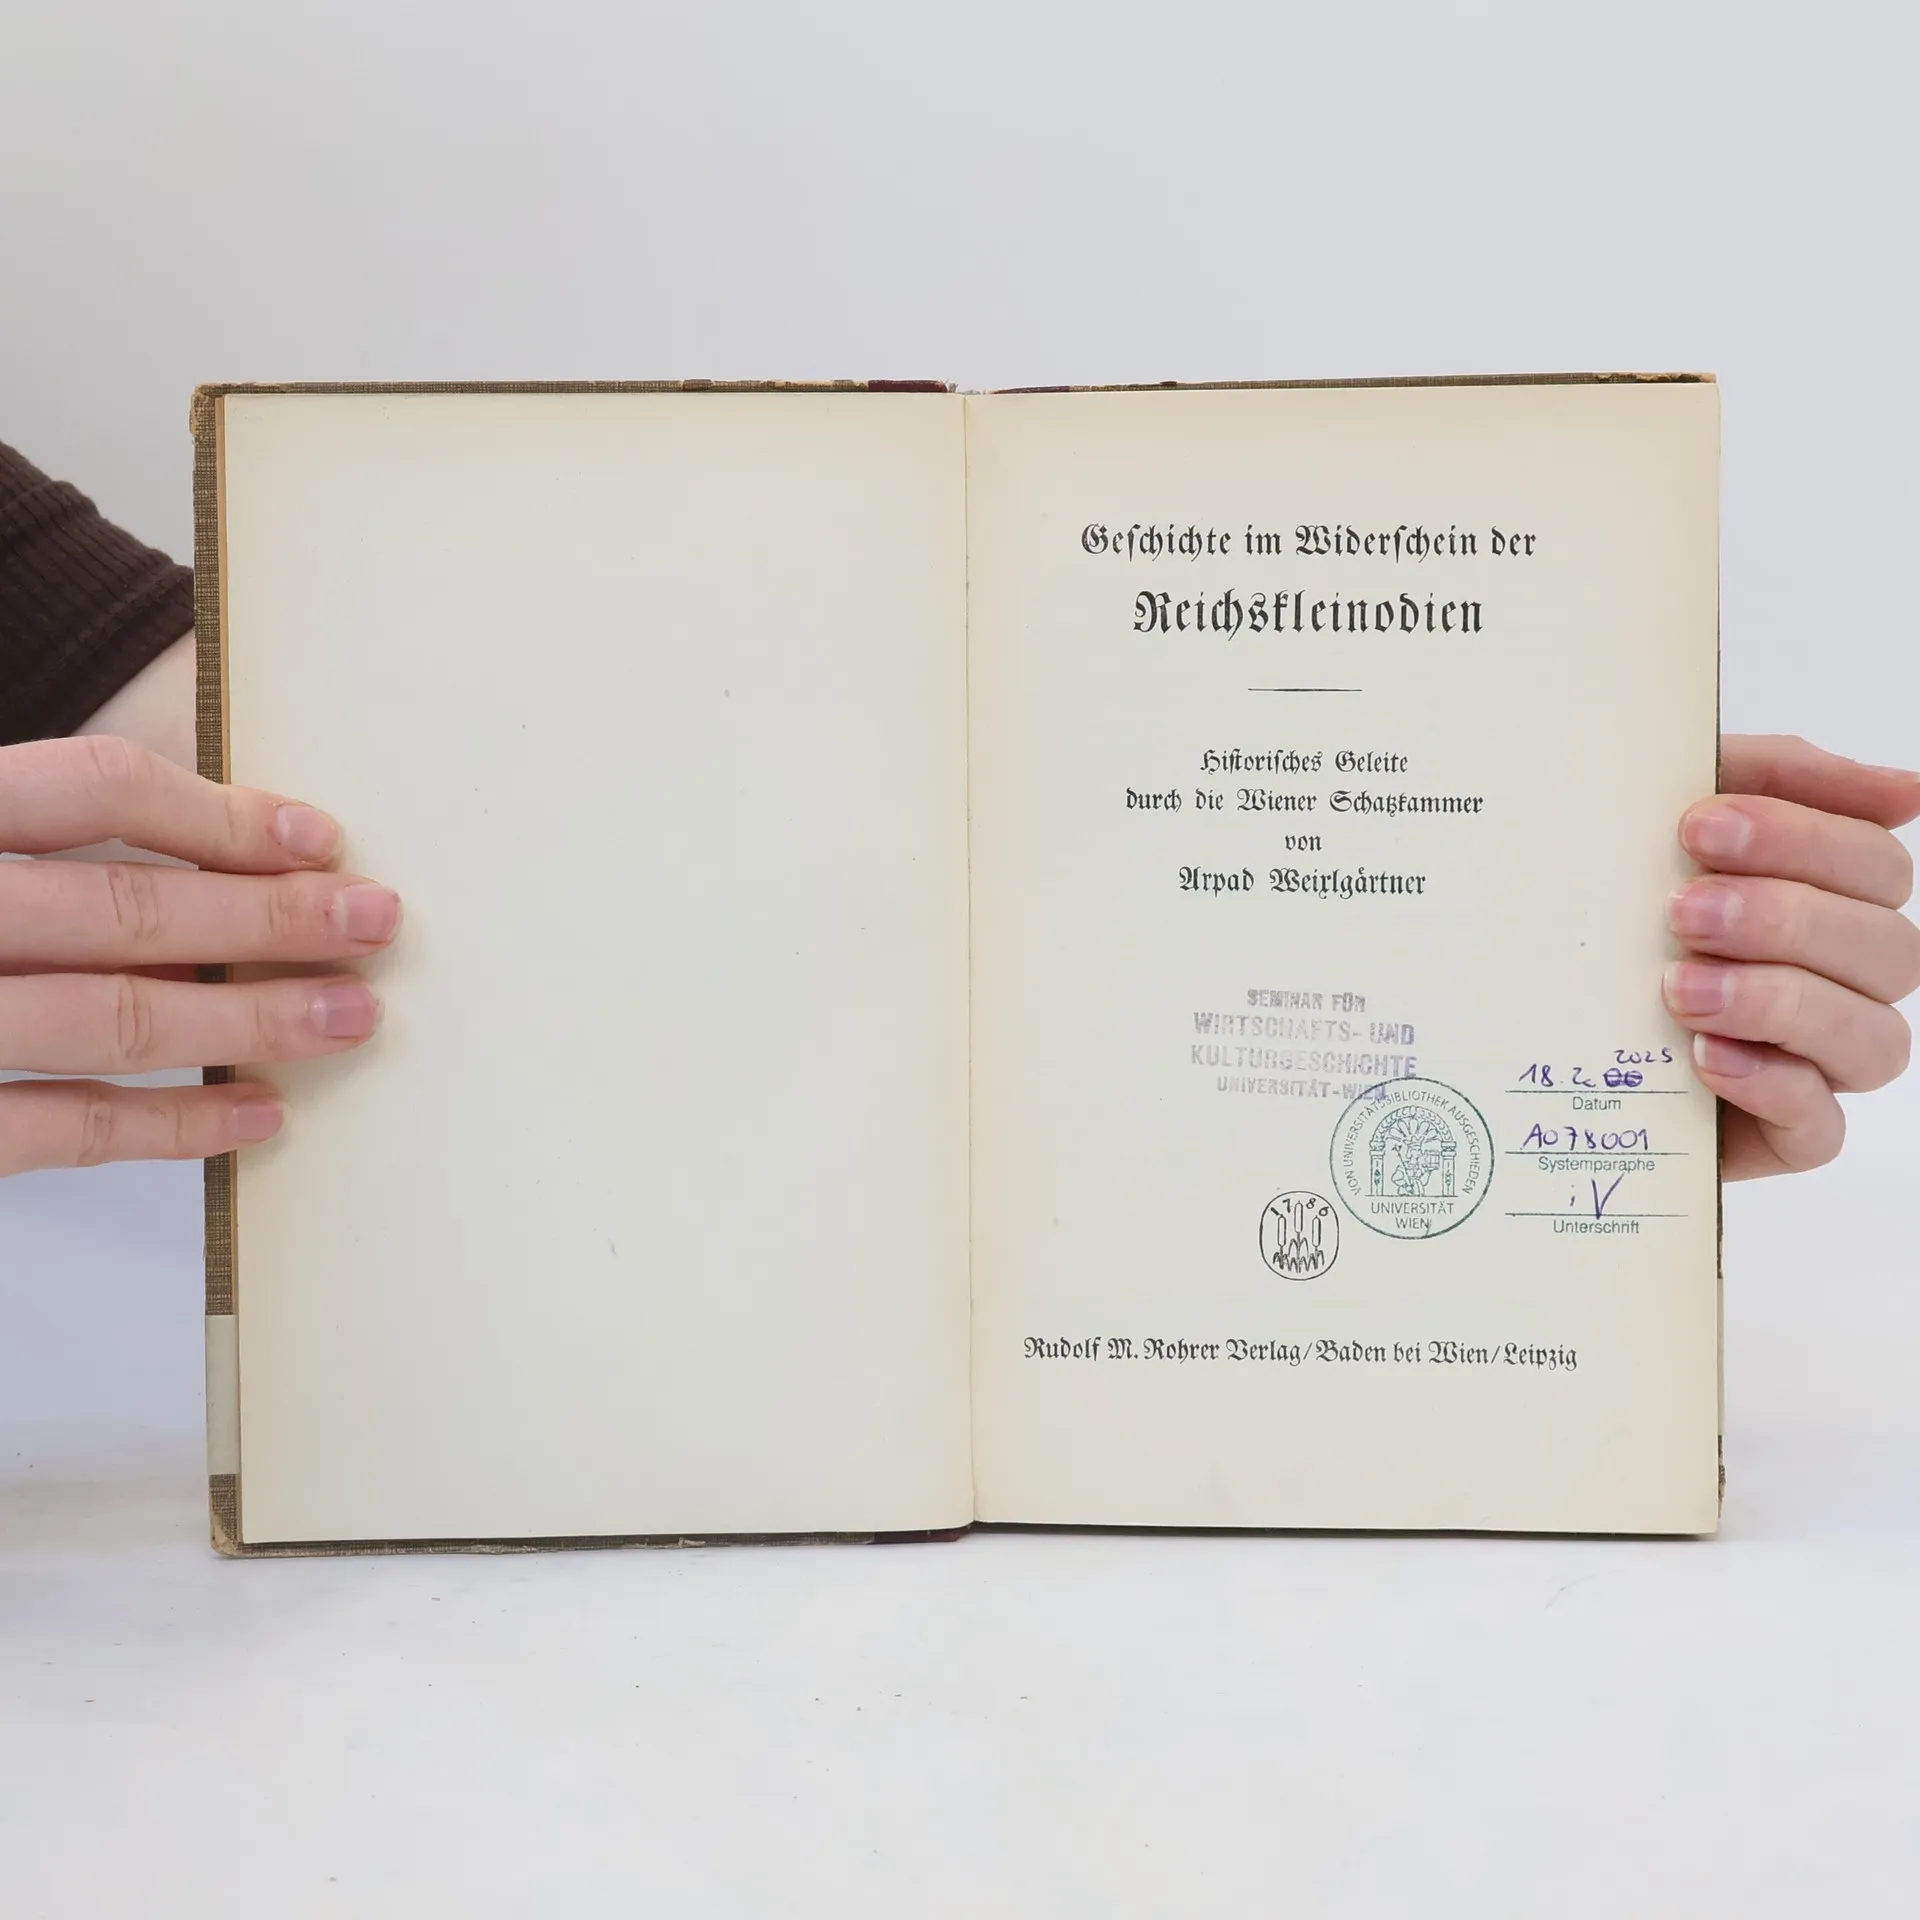 Geschichte im Widerschein der
Reichskleinodien
Historisches Geleite
durch die Wiener Schatzkammer
von
Arpad Weixlgärtner
SEMINAR FÜR
WIRTSCHAFTS- UND
KULTURGESCHICHTE
UNIVERSITÄT-WIEN
VON UNIVERSITÄTSBIBLIOTHEK AUSGESCHIEDEN
UNIVERSITÄT
WIEN
2025
18. 2.
Datum
A078001
Systemparaphe
iV
Unterschrift
1786
Rudolf M. Rohrer Verlag/Baden bei Wien/Leipzig